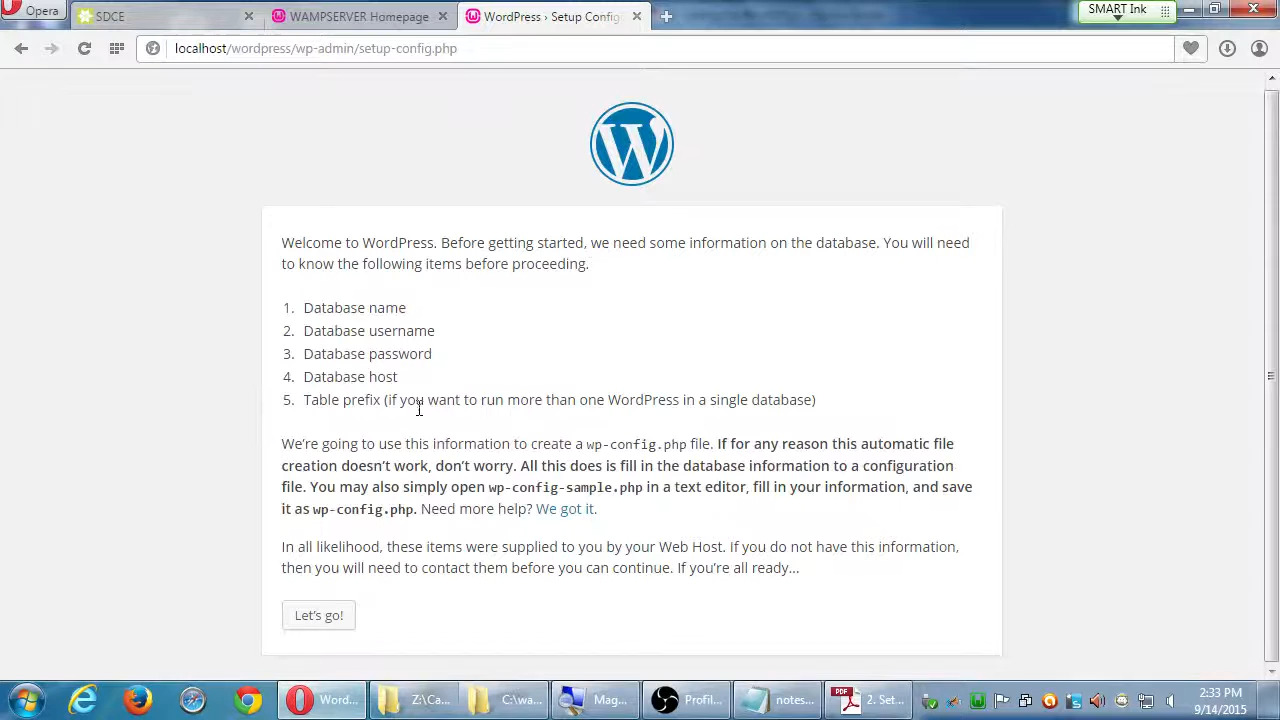 Opera
SDCE
WAMPSERVER Homepage
WordPress › Setup Config
SMART Ink
localhost/wordpress/wp-admin/setup-config.php
W
Welcome to WordPress. Before getting started, we need some information on the database. You will need
to know the following items before proceeding.
1. Database name
2. Database username
3. Database password
4. Database host
5. Table prefix (if you want to run more than one WordPress in a single database)
We're going to use this information to create a wp-config.php file. If for any reason this automatic file
creation doesn't work, don't worry. All this does is fill in the database information to a configuration
file. You may also simply open wp-config-sample.php in a text editor, fill in your information, and save
it as wp-config.php. Need more help? We got it.
In all likelihood, these items were supplied to you by your Web Host. If you do not have this information,
then you will need to contact them before you can continue. If you're all ready...
Let's go!
Word...
Z:\Ca...
C:\wa...
Mag...
Profil...
notes...
PDF
2. Set...
2:33 PM
9/14/2015